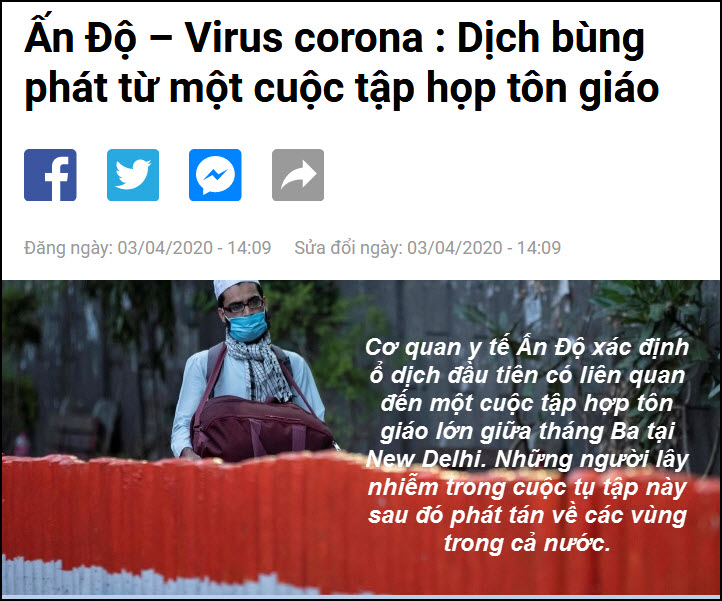 Ấn Độ – Virus corona : Dịch bùng
phát từ một cuộc tập họp tôn giáo
Đăng ngày: 03/04/2020 - 14:09 Sửa đổi ngày: 03/04/2020 - 14:09
Cơ quan y tế Ấn Độ xác định
ổ dịch đầu tiên có liên quan
đến một cuộc tập hợp tôn
giáo lớn giữa tháng Ba tại
New Delhi. Những người lây
nhiễm trong cuộc tụ tập này
sau đó phát tán về các vùng
trong cả nước.